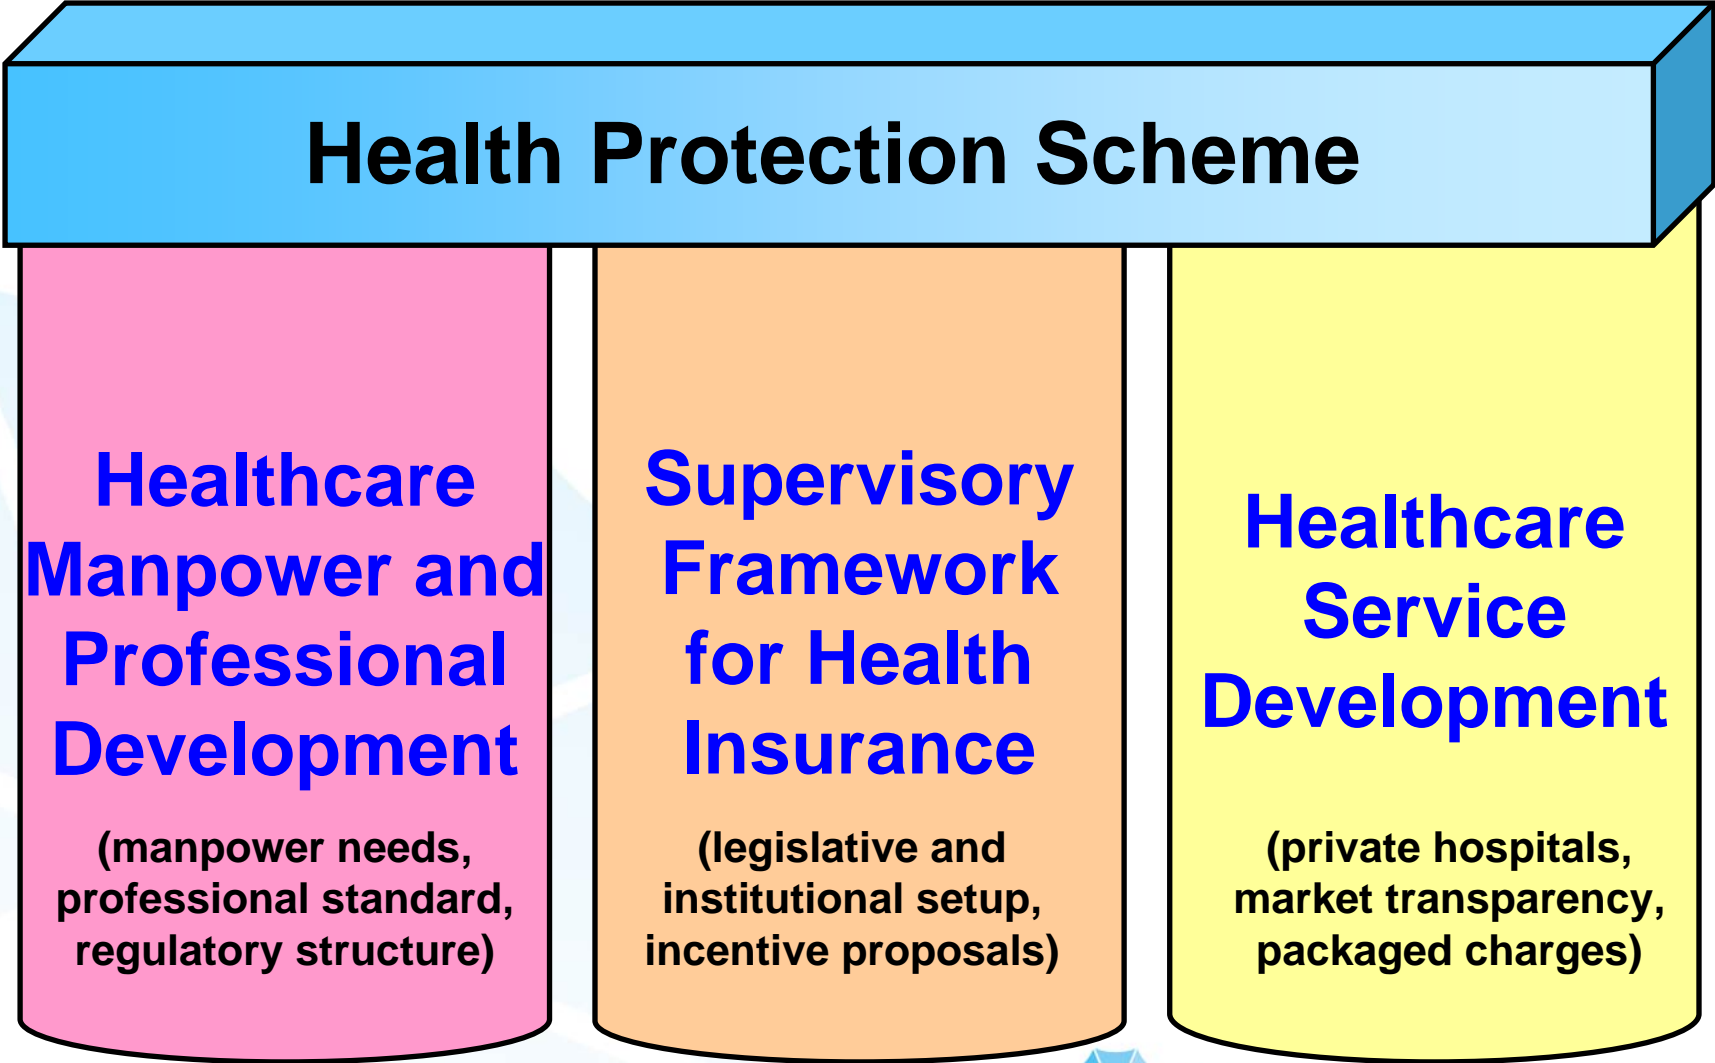 Health Protection Scheme
Healthcare
Manpower and
Professional
Development
(manpower needs,
professional standard,
regulatory structure)
Supervisory
Framework
for Health
Insurance
(legislative and
institutional setup,
incentive proposals)
Healthcare
Service
Development
(private hospitals,
market transparency,
packaged charges)